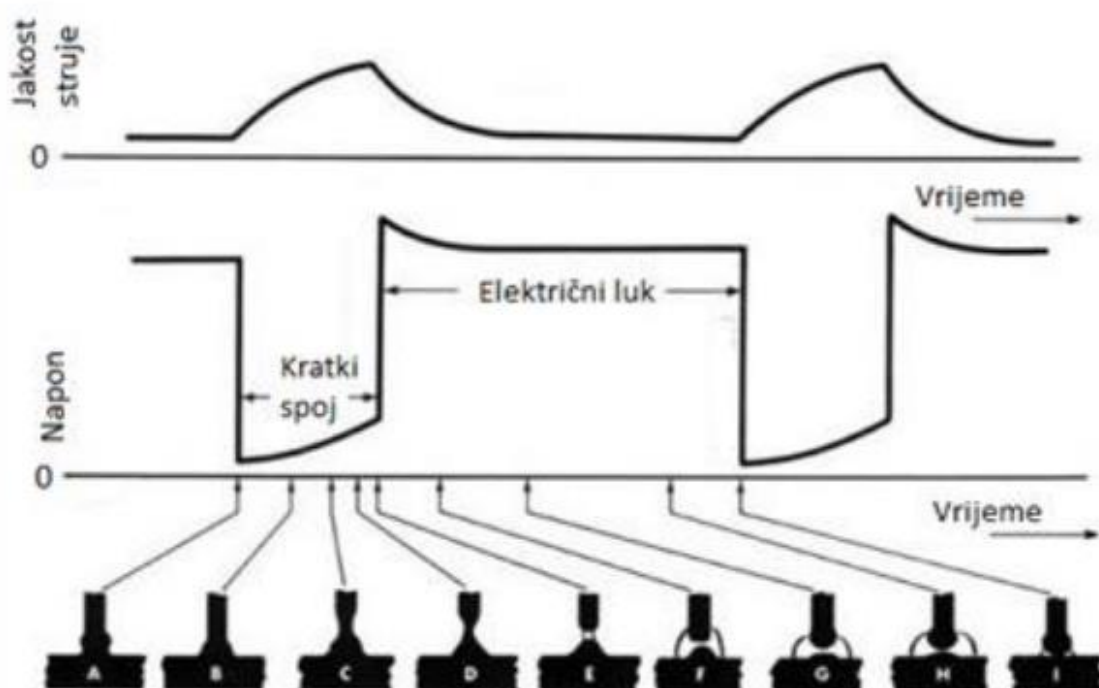 Jakost
struje
0
Vrijeme
Električni luk
Kratki
spoj
Napon
0
Vrijeme
A B C D E F G H I